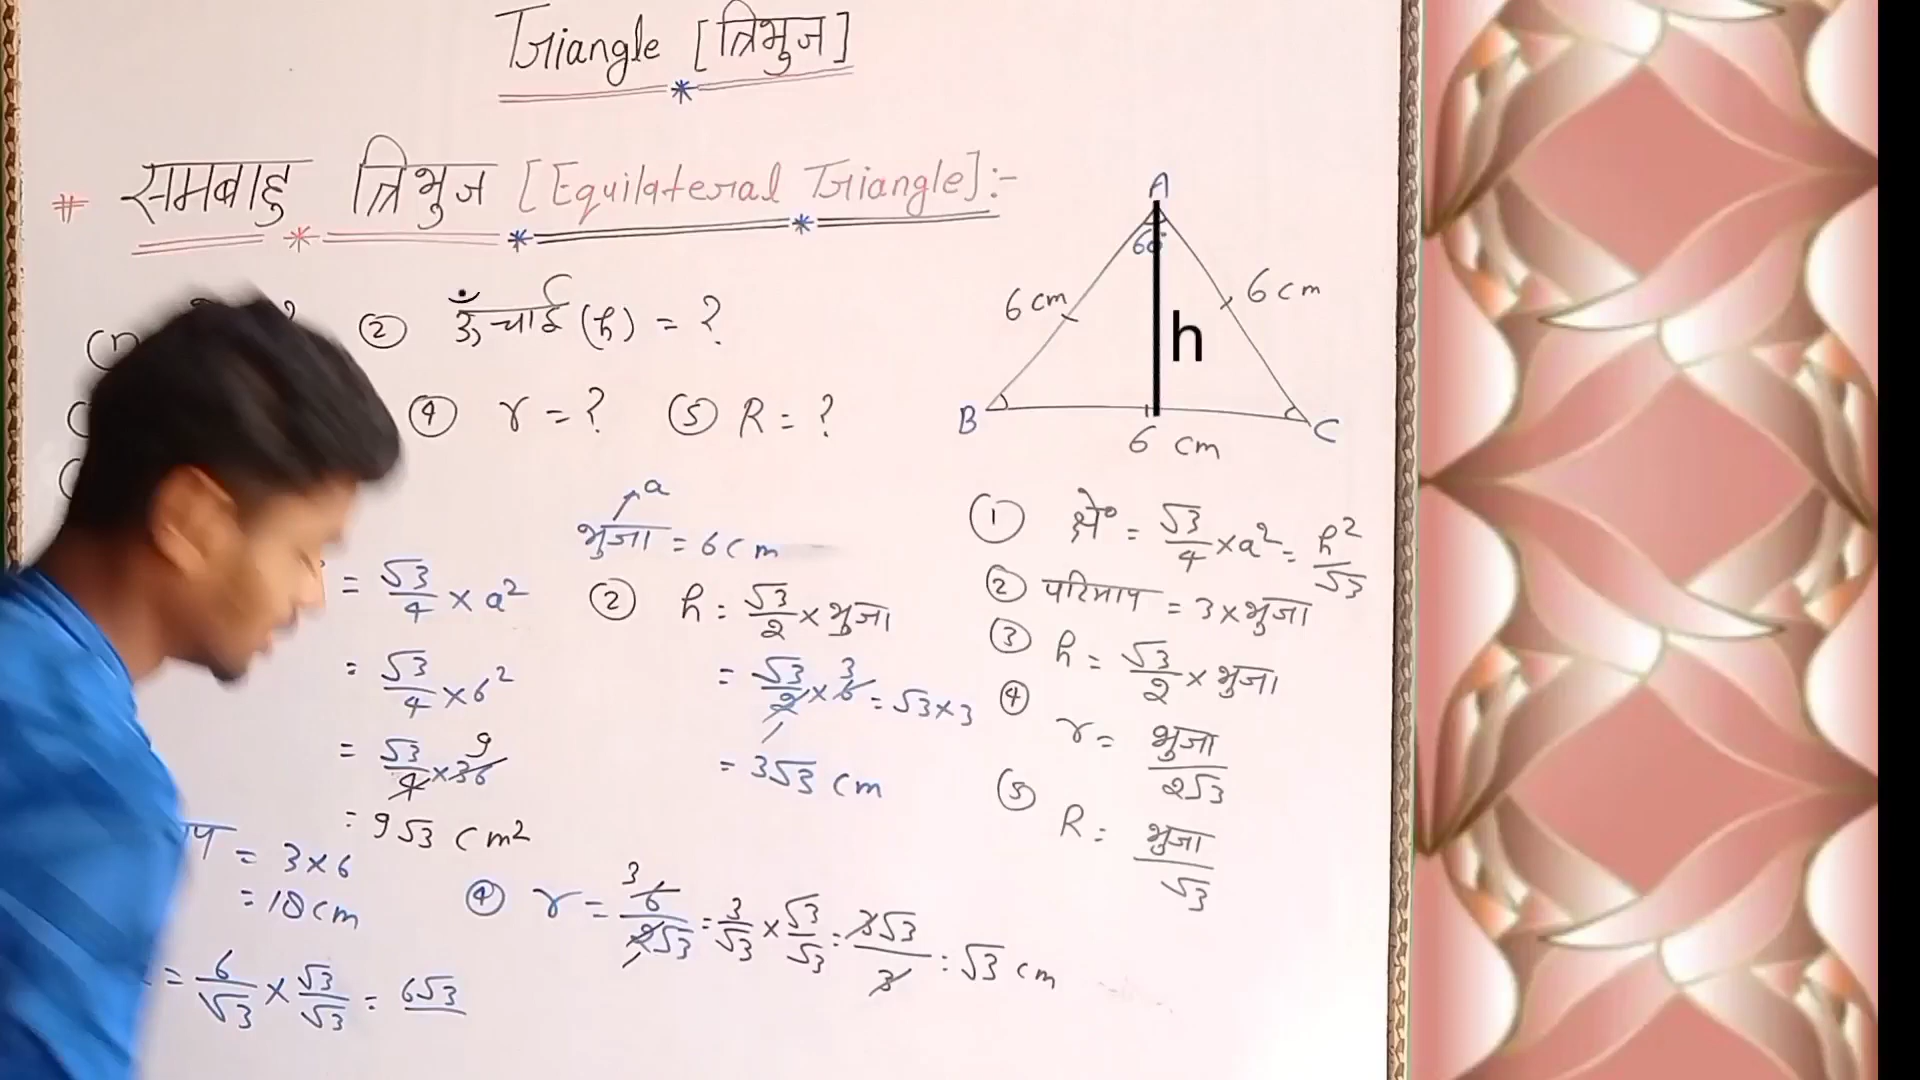 Triangle [त्रिभुज]
# समबाहु त्रिभुज [Equilateral Triangle]:-
② ऊँचाई (h) = ?
④ r = ? ⑤ R = ?
A
60°
6 cm
6 cm
h
B
C
6 cm
a
भुजा = 6 cm
= √3/4 × a²
= √3/4 × 6²
= √3/4 × 36 9
= 9√3 cm²
② h = √3/2 × भुजा
= √3/2 × 6 3 = √3 × 3
1
= 3√3 cm
① क्षे० = √3/4 × a² = h²/√3
② परिमाप = 3 × भुजा
③ h = √3/2 × भुजा
④ r = भुजा/2√3
⑤ R = भुजा/√3
= 3 × 6
= 18 cm
④ r = 3 6/2√3 = 3/√3 × √3/√3 = 3√3/3 = √3 cm
= 6/√3 × √3/√3 = 6√3